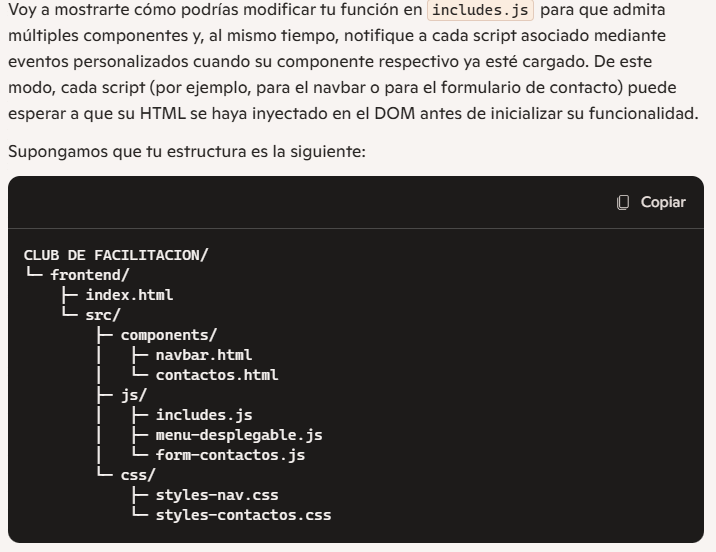 Voy a mostrarte cómo podrías modificar tu función en includes.js para que admita
múltiples componentes y, al mismo tiempo, notifique a cada script asociado mediante
eventos personalizados cuando su componente respectivo ya esté cargado. De este
modo, cada script (por ejemplo, para el navbar o para el formulario de contacto) puede
esperar a que su HTML se haya inyectado en el DOM antes de inicializar su funcionalidad.
Supongamos que tu estructura es la siguiente:
Copiar
CLUB DE FACILITACION/
└─ frontend/
    ├─ index.html
    └─ src/
        ├─ components/
        │   ├─ navbar.html
        │   └─ contactos.html
        ├─ js/
        │   ├─ includes.js
        │   ├─ menu-desplegable.js
        │   └─ form-contactos.js
        └─ css/
            ├─ styles-nav.css
            └─ styles-contactos.css